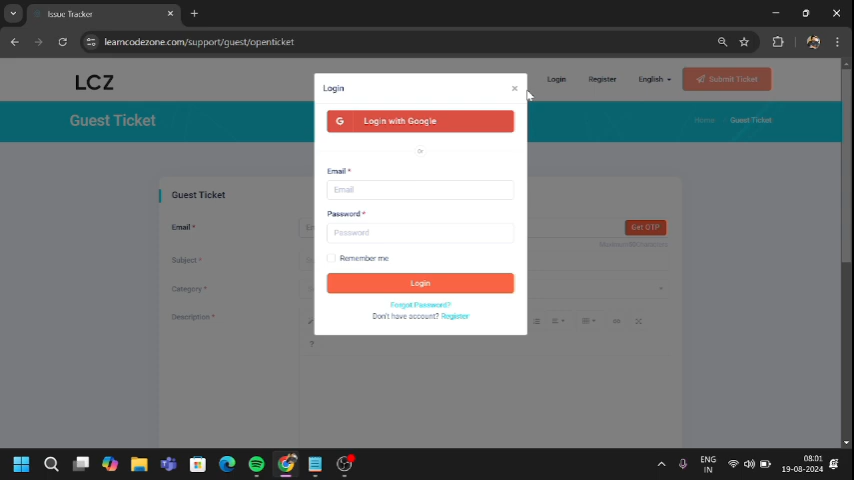 Issue Tracker
learncodezone.com/support/guest/openticket
LCZ
Login
Register
English
Submit Ticket
Guest Ticket
Home
Guest Ticket
Login
×
G Login with Google
Or
Email *
Email
Password *
Password
Remember me
Login
Forgot Password?
Don't have account? Register
Guest Ticket
Email *
Get OTP
Subject *
Category *
Description *
?
ENG
IN
08:01
19-08-2024